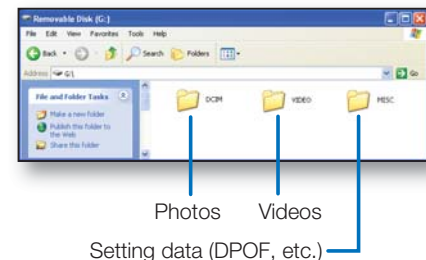 Removable Disk (G:)
File Edit View Favorites Tools Help
Back Search Folders
Address G:\ Go
File and Folder Tasks
Make a new folder
Publish this folder to
the Web
Share this folder
DCIM VIDEO MISC
Photos Videos
Setting data (DPOF, etc.)